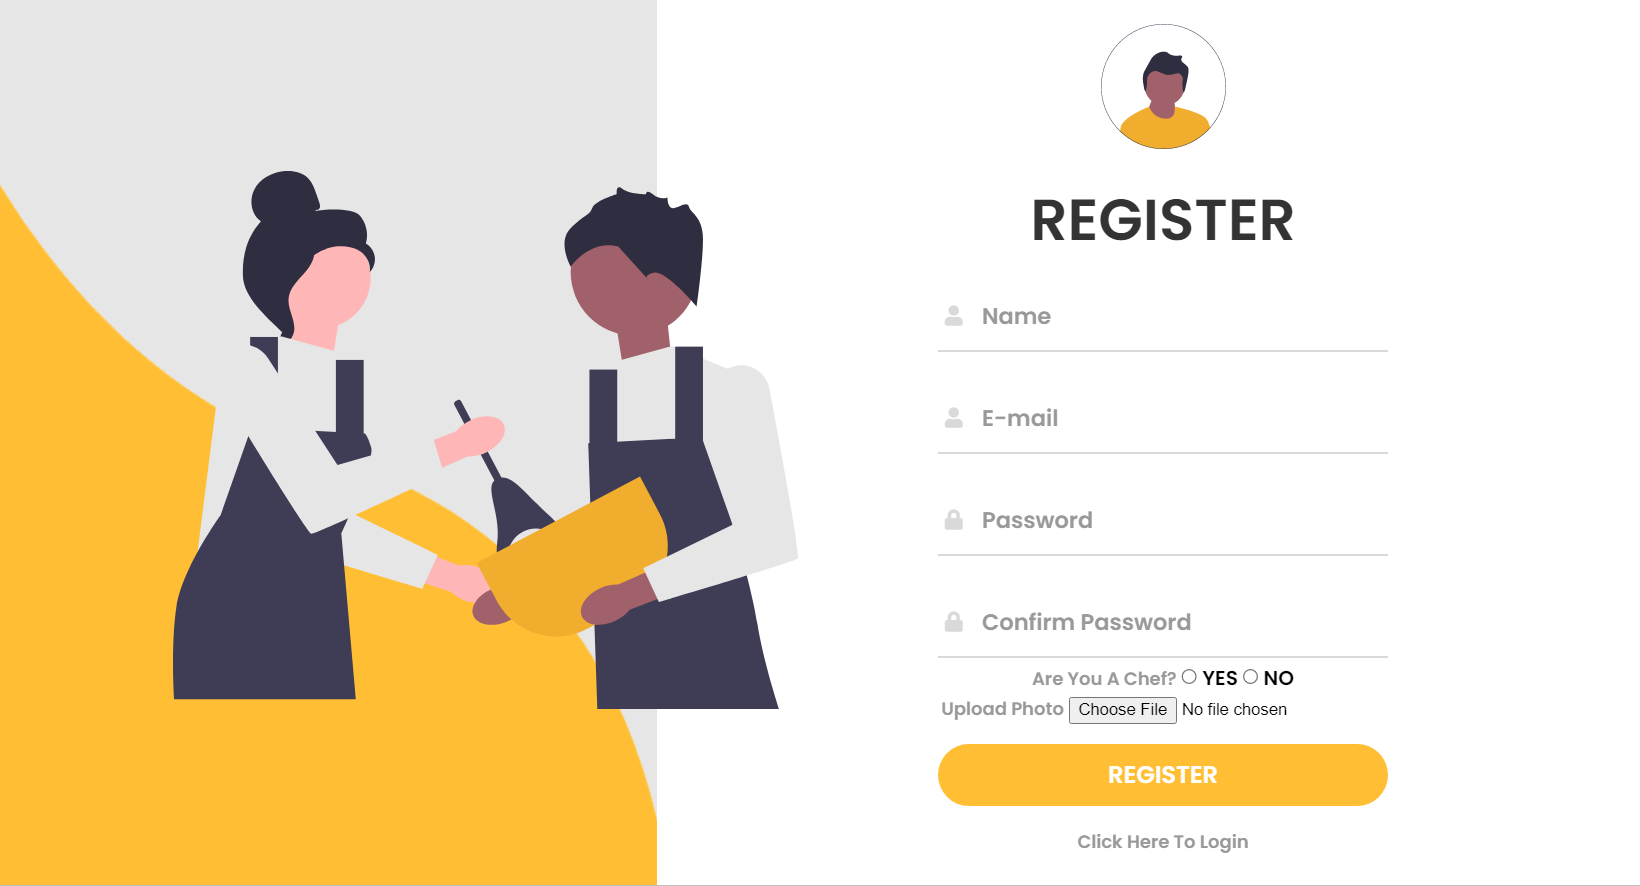 REGISTER
Name
E-mail
Password
Confirm Password
Are You A Chef? YES NO
Upload Photo Choose File No file chosen
REGISTER
Click Here To Login